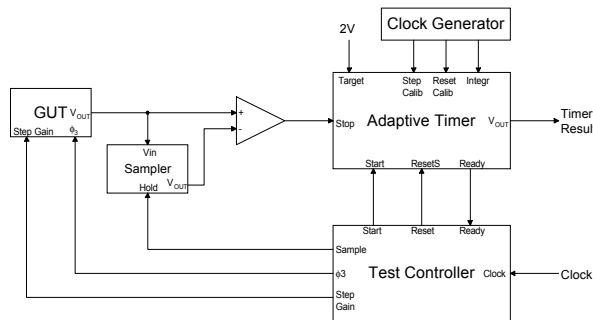 Clock Generator
2V
Target
Step
Calib
Reset
Calib
Integr
Adaptive Timer
Stop
VOUT
Timer
Resul
Start
ResetS
Ready
GUT
VOUT
Step Gain
ϕ3
+
-
Vin
Sampler
VOUT
Hold
Start
Reset
Ready
Sample
ϕ3
Test Controller
Clock
Clock
Step
Gain